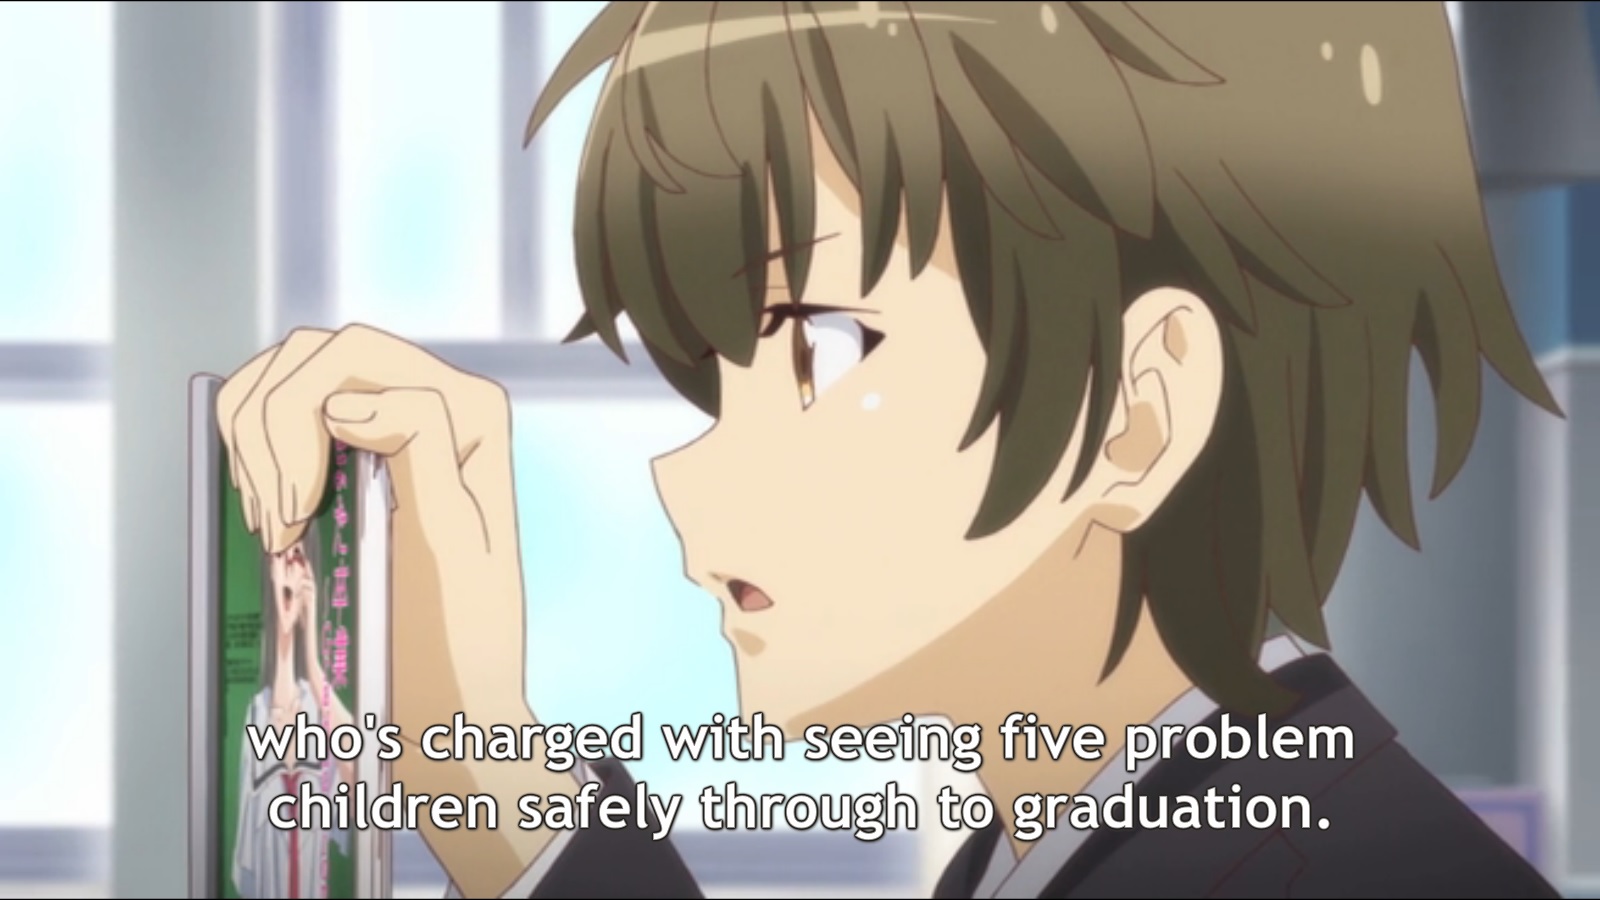 who's charged with seeing five problem
children safely through to graduation.